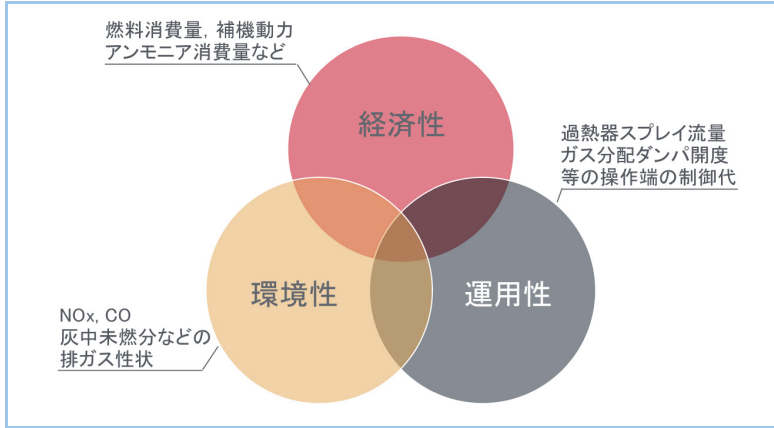 燃料消費量, 補機動力
アンモニア消費量など
経済性
過熱器スプレイ流量
ガス分配ダンパ開度
等の操作端の制御代
環境性
運用性
NOx, CO
灰中未燃分などの
排ガス性状